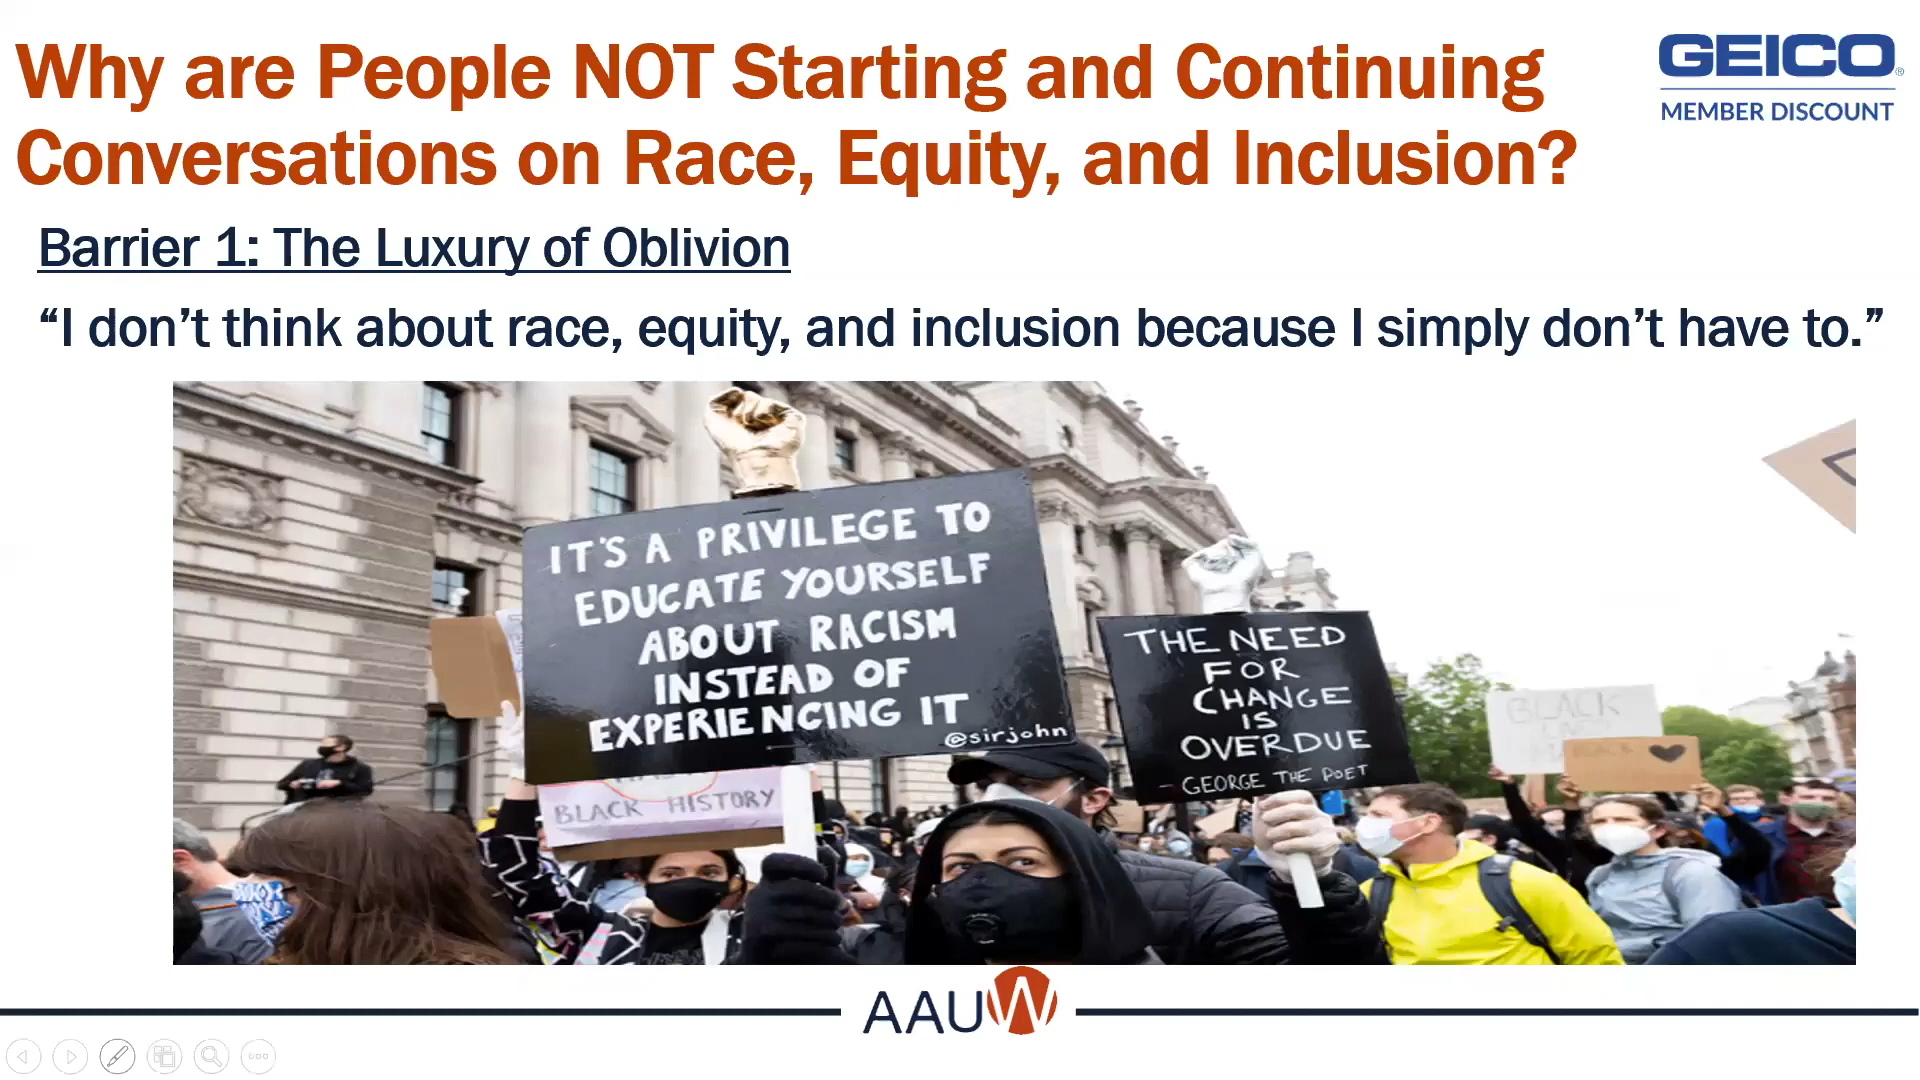 Why are People NOT Starting and Continuing
Conversations on Race, Equity, and Inclusion?
GEICO®
MEMBER DISCOUNT
Barrier 1: The Luxury of Oblivion
“I don’t think about race, equity, and inclusion because I simply don’t have to.”
IT'S A PRIVILEGE TO
EDUCATE YOURSELF
ABOUT RACISM
INSTEAD OF
EXPERIENCING IT
@sirjohn
THE NEED
FOR
CHANGE
IS
OVERDUE
- GEORGE THE POET
BLACK
BLACK HISTORY
AAUW